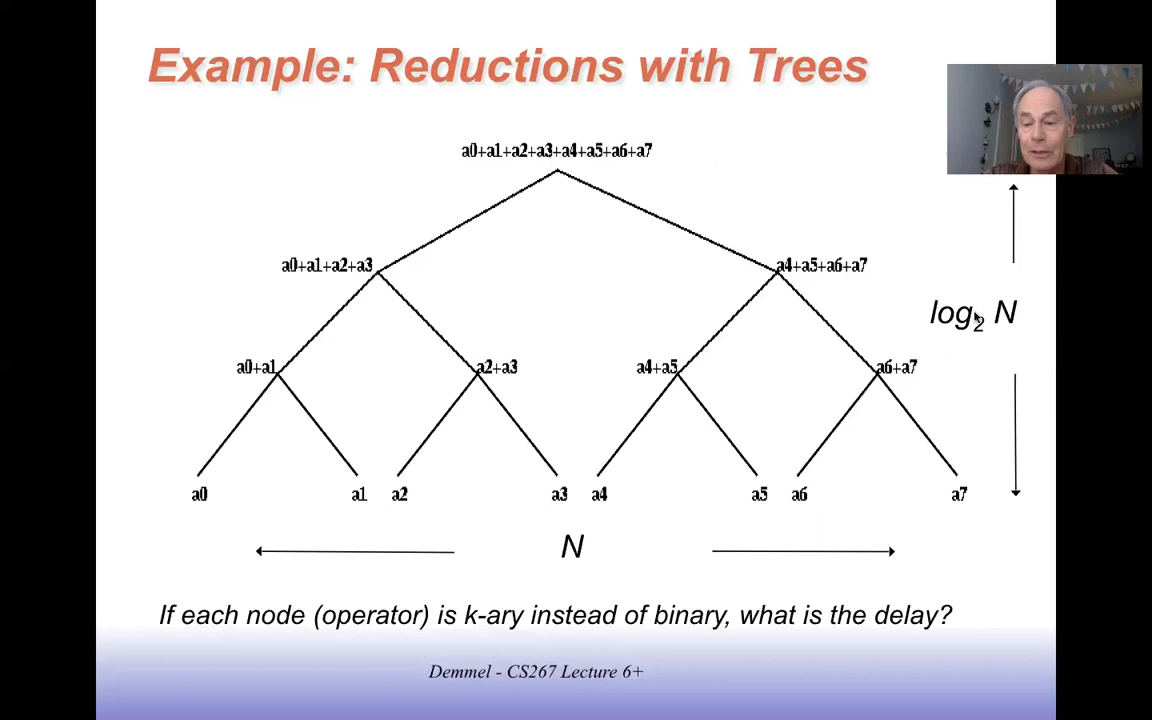 Example: Reductions with Trees
a0+a1+a2+a3+a4+a5+a6+a7
a0+a1+a2+a3
a4+a5+a6+a7
log2 N
a0+a1
a2+a3
a4+a5
a6+a7
a0
a1
a2
a3
a4
a5
a6
a7
N
If each node (operator) is k-ary instead of binary, what is the delay?
Demmel - CS267 Lecture 6+